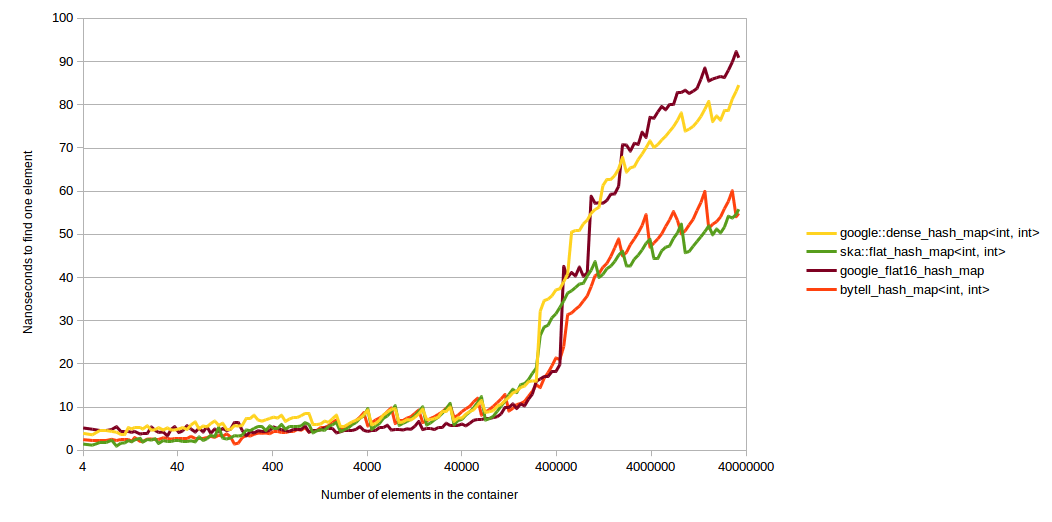 100
90
80
70
60
50
40
30
20
10
0
4 40 400 4000 40000 400000 4000000 40000000
Nanoseconds to find one element
Number of elements in the container
google::dense_hash_map<int, int>
ska::flat_hash_map<int, int>
google_flat16_hash_map
bytell_hash_map<int, int>